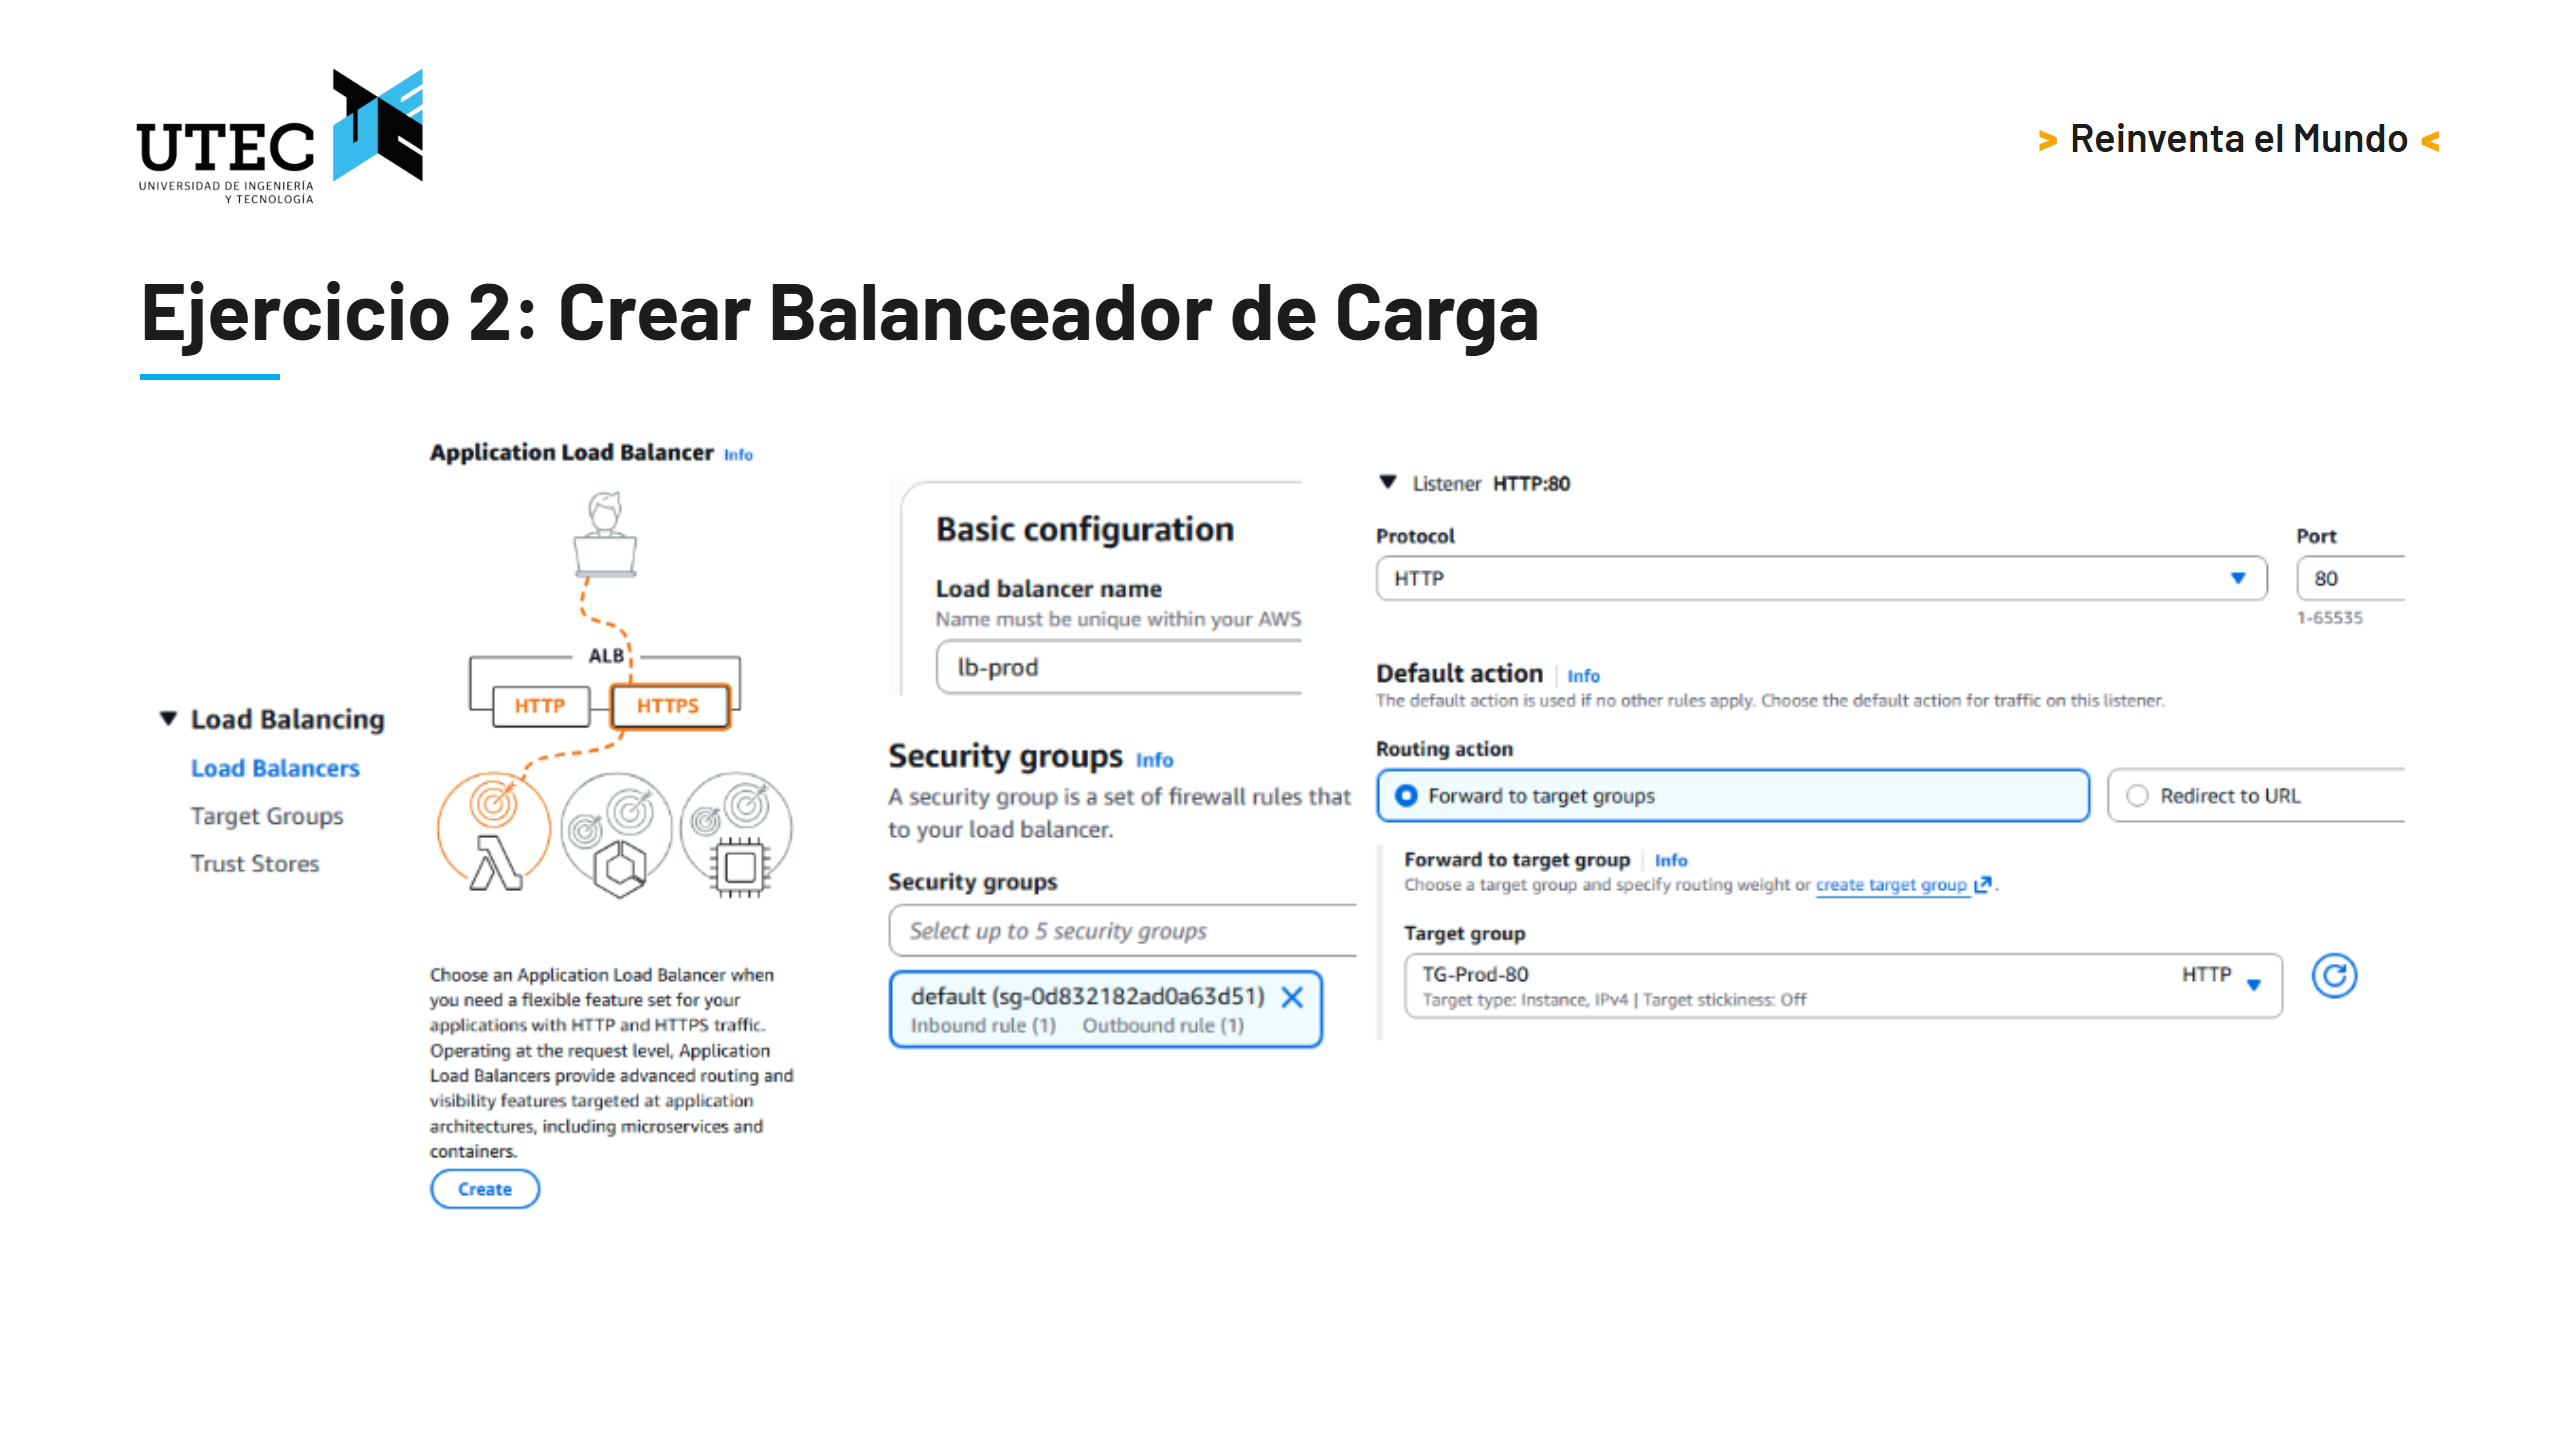 UTEC
UNIVERSIDAD DE INGENIERÍA
Y TECNOLOGÍA
> Reinventa el Mundo <
Ejercicio 2: Crear Balanceador de Carga
Load Balancing
Load Balancers
Target Groups
Trust Stores
Application Load Balancer Info
ALB
HTTP
HTTPS
Choose an Application Load Balancer when
you need a flexible feature set for your
applications with HTTP and HTTPS traffic.
Operating at the request level, Application
Load Balancers provide advanced routing and
visibility features targeted at application
architectures, including microservices and
containers.
Create
Basic configuration
Load balancer name
Name must be unique within your AWS
lb-prod
Security groups Info
A security group is a set of firewall rules that
to your load balancer.
Security groups
Select up to 5 security groups
default (sg-0d832182ad0a63d51)
Inbound rule (1) Outbound rule (1)
Listener HTTP:80
Protocol
HTTP
Port
80
1-65535
Default action Info
The default action is used if no other rules apply. Choose the default action for traffic on this listener.
Routing action
Forward to target groups
Redirect to URL
Forward to target group Info
Choose a target group and specify routing weight or create target group.
Target group
TG-Prod-80
HTTP
Target type: Instance, IPv4 | Target stickiness: Off